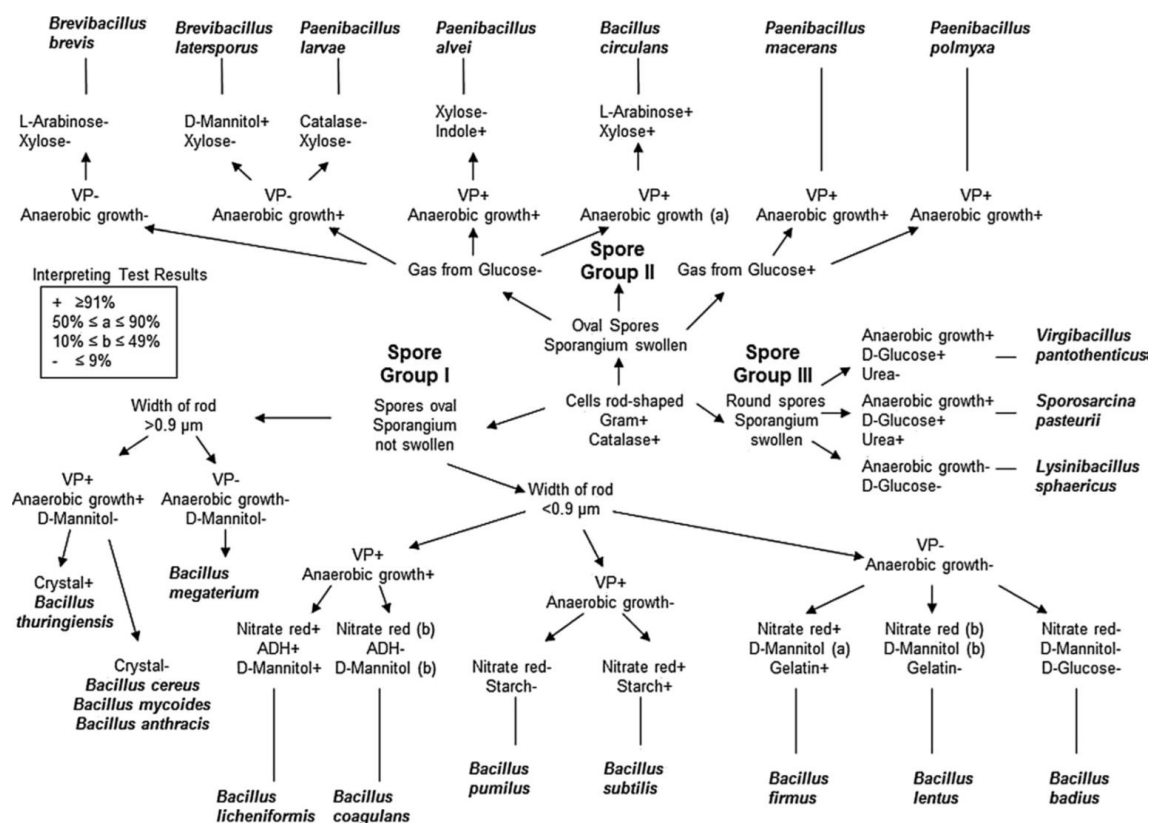 Brevibacillus
brevis
Brevibacillus
latersporus
Paenibacillus
larvae
Paenibacillus
alvei
Bacillus
circulans
Paenibacillus
macerans
Paenibacillus
polmyxa
L-Arabinose-
Xylose-
D-Mannitol+
Xylose-
Catalase-
Xylose-
Xylose-
Indole+
L-Arabinose+
Xylose+
VP-
Anaerobic growth-
VP-
Anaerobic growth+
VP+
Anaerobic growth+
VP+
Anaerobic growth (a)
VP+
Anaerobic growth+
VP+
Anaerobic growth+
Gas from Glucose-
Spore
Group II
Gas from Glucose+
Interpreting Test Results
+ ≥91%
50% ≤ a ≤ 90%
10% ≤ b ≤ 49%
- ≤ 9%
Oval Spores
Sporangium swollen
Spore
Group I
Spores oval
Sporangium
not swollen
Cells rod-shaped
Gram+
Catalase+
Spore
Group III
Round spores
Sporangium
swollen
Anaerobic growth+
D-Glucose+
Urea-
Virgibacillus
pantothenticus
Anaerobic growth+
D-Glucose+
Urea+
Sporosarcina
pasteurii
Anaerobic growth-
D-Glucose-
Lysinibacillus
sphaericus
Width of rod
>0.9 µm
VP+
Anaerobic growth+
D-Mannitol-
VP-
Anaerobic growth-
D-Mannitol-
Crystal+
Bacillus
thuringiensis
Bacillus
megaterium
Crystal-
Bacillus cereus
Bacillus mycoides
Bacillus anthracis
Width of rod
<0.9 µm
VP+
Anaerobic growth+
VP+
Anaerobic growth-
VP-
Anaerobic growth-
Nitrate red+
ADH+
D-Mannitol+
Nitrate red (b)
ADH-
D-Mannitol (b)
Nitrate red-
Starch-
Nitrate red+
Starch+
Nitrate red+
D-Mannitol (a)
Gelatin+
Nitrate red (b)
D-Mannitol (b)
Gelatin-
Nitrate red-
D-Mannitol-
D-Glucose-
Bacillus
licheniformis
Bacillus
coagulans
Bacillus
pumilus
Bacillus
subtilis
Bacillus
firmus
Bacillus
lentus
Bacillus
badius